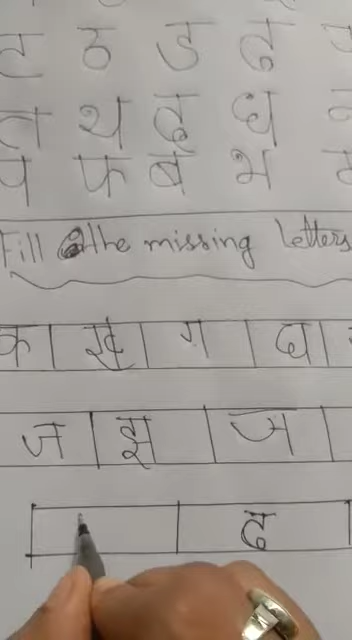 ट ठ ड ढ
त थ द ध न
प फ ब भ म
Fill the missing letters
क ख ग घ
ज झ ञ
ढ